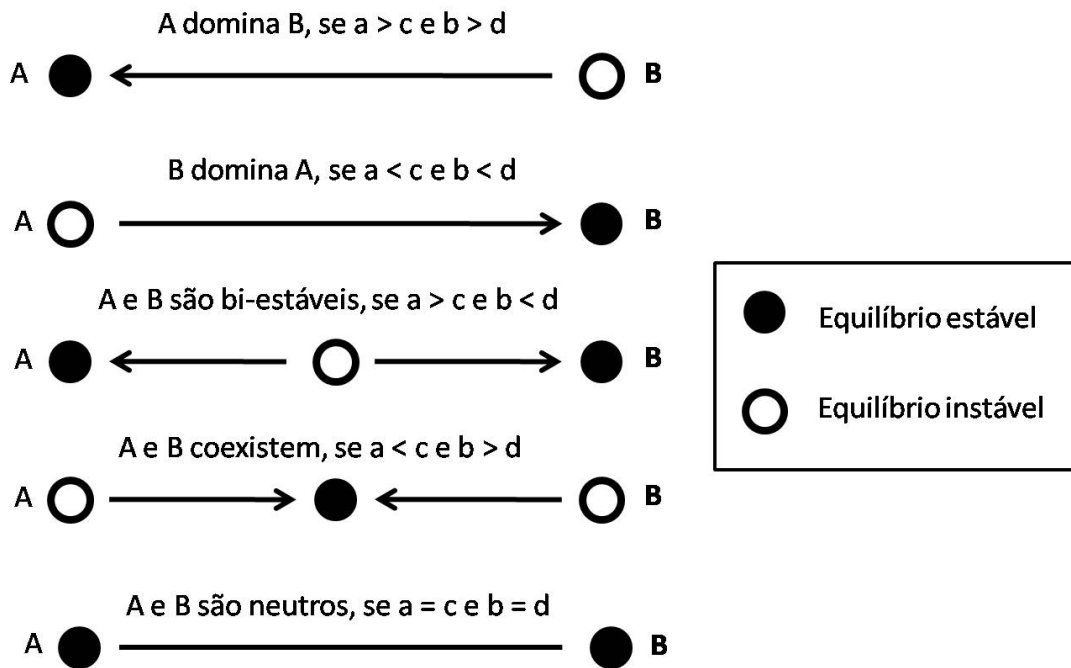 A domina B, se a > c e b > d
A B
B domina A, se a < c e b < d
A B
A e B são bi-estáveis, se a > c e b < d
A B
A e B coexistem, se a < c e b > d
A B
A e B são neutros, se a = c e b = d
A B
Equilíbrio estável
Equilíbrio instável